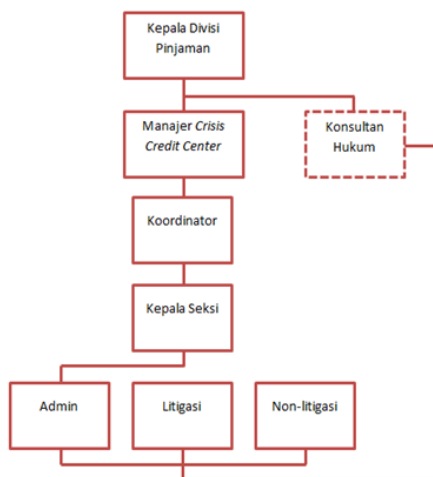 Kepala Divisi
Pinjaman
Manajer Crisis
Credit Center
Konsultan
Hukum
Koordinator
Kepala Seksi
Admin
Litigasi
Non-litigasi